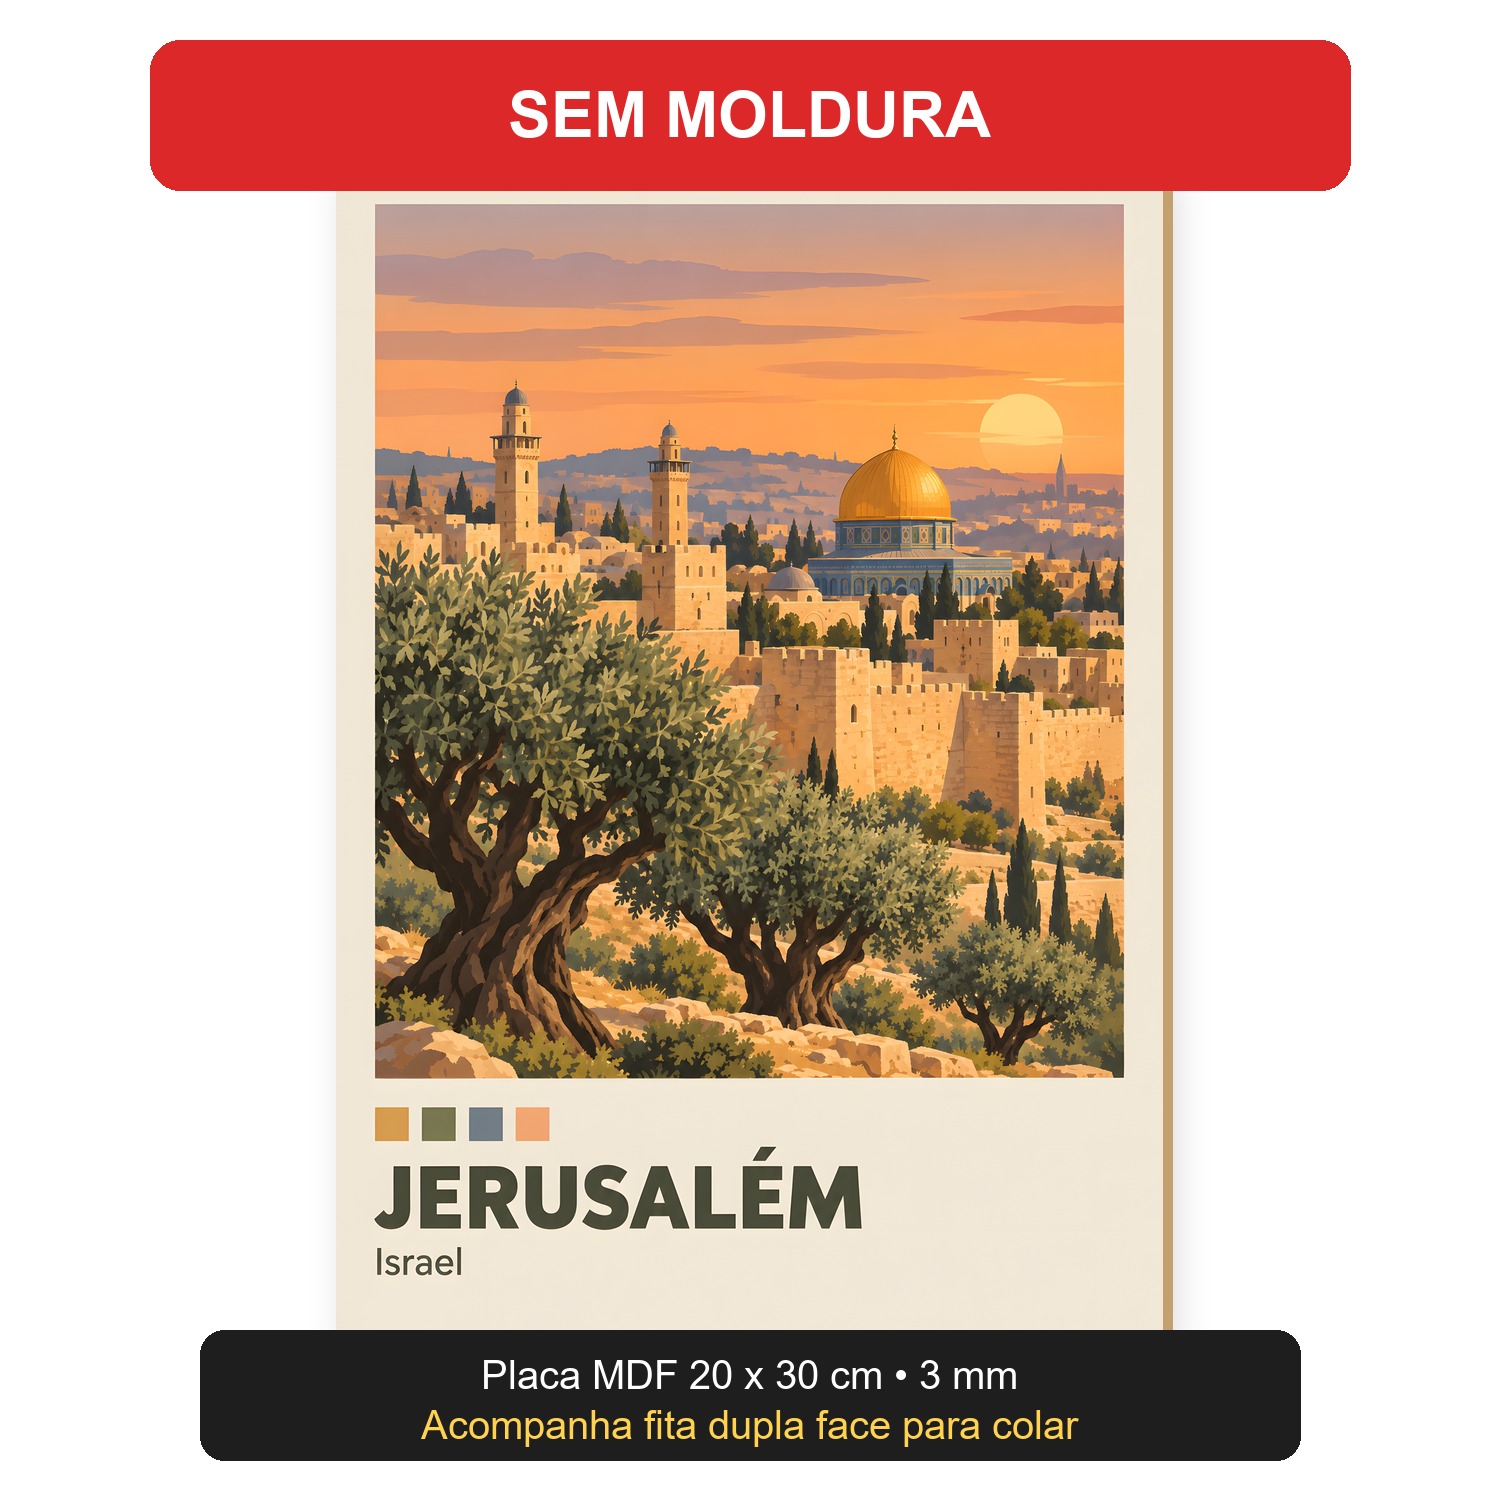 SEM MOLDURA
JERUSALÉM
Israel
Placa MDF 20 x 30 cm • 3 mm
Acompanha fita dupla face para colar